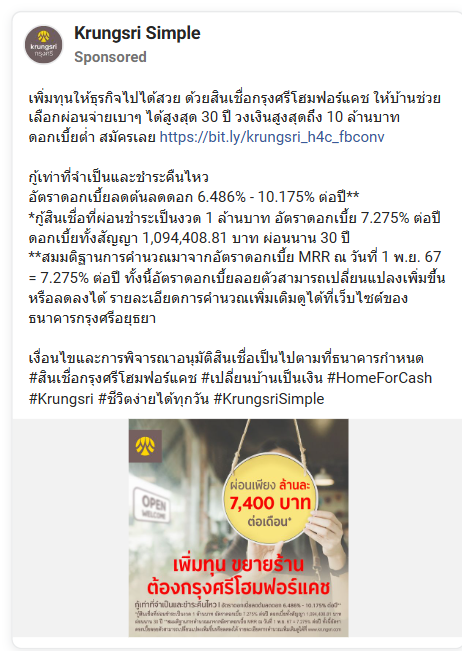 Krungsri Simple
Sponsored
krungsri
กรุงศรี
เพิ่มทุนให้ธุรกิจไปได้สวย ด้วยสินเชื่อกรุงศรีโฮมฟอร์แคช ให้บ้านช่วย
เลือกผ่อนจ่ายเบาๆ ได้สูงสุด 30 ปี วงเงินสูงสุดถึง 10 ล้านบาท
ดอกเบี้ยต่ำ สมัครเลย https://bit.ly/krungsri_h4c_fbconv
กู้เท่าที่จำเป็นและชำระคืนไหว
อัตราดอกเบี้ยลดต้นลดดอก 6.486% - 10.175% ต่อปี**
*กู้สินเชื่อที่ผ่อนชำระเป็นงวด 1 ล้านบาท อัตราดอกเบี้ย 7.275% ต่อปี
ดอกเบี้ยทั้งสัญญา 1,094,408.81 บาท ผ่อนนาน 30 ปี
**สมมติฐานการคำนวณมาจากอัตราดอกเบี้ย MRR ณ วันที่ 1 พ.ย. 67
= 7.275% ต่อปี ทั้งนี้อัตราดอกเบี้ยลอยตัวสามารถเปลี่ยนแปลงเพิ่มขึ้น
หรือลดลงได้ รายละเอียดการคำนวณเพิ่มเติมดูได้ที่เว็บไซต์ของ
ธนาคารกรุงศรีอยุธยา
เงื่อนไขและการพิจารณาอนุมัติสินเชื่อเป็นไปตามที่ธนาคารกำหนด
#สินเชื่อกรุงศรีโฮมฟอร์แคช #เปลี่ยนบ้านเป็นเงิน #HomeForCash
#Krungsri #ชีวิตง่ายได้ทุกวัน #KrungsriSimple
OPEN
WELCOME
ผ่อนเพียง ล้านละ
7,400 บาท
ต่อเดือน*
เพิ่มทุน ขยายร้าน
ต้องกรุงศรีโฮมฟอร์แคช
กู้เท่าที่จำเป็นและชำระคืนไหว | อัตราดอกเบี้ยลดต้นลดดอก 6.486% - 10.175% ต่อปี**